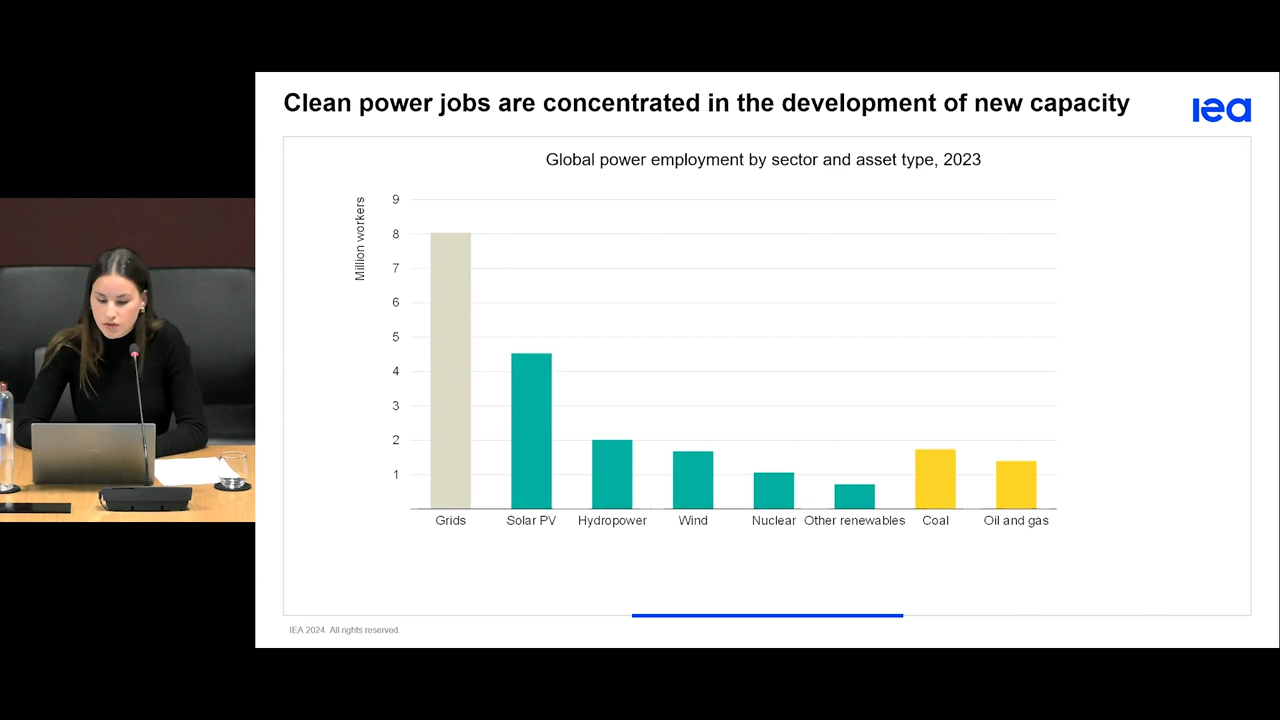 Clean power jobs are concentrated in the development of new capacity
iea
Global power employment by sector and asset type, 2023
Million workers
9
8
7
6
5
4
3
2
1
Grids
Solar PV
Hydropower
Wind
Nuclear
Other renewables
Coal
Oil and gas
IEA 2024. All rights reserved.